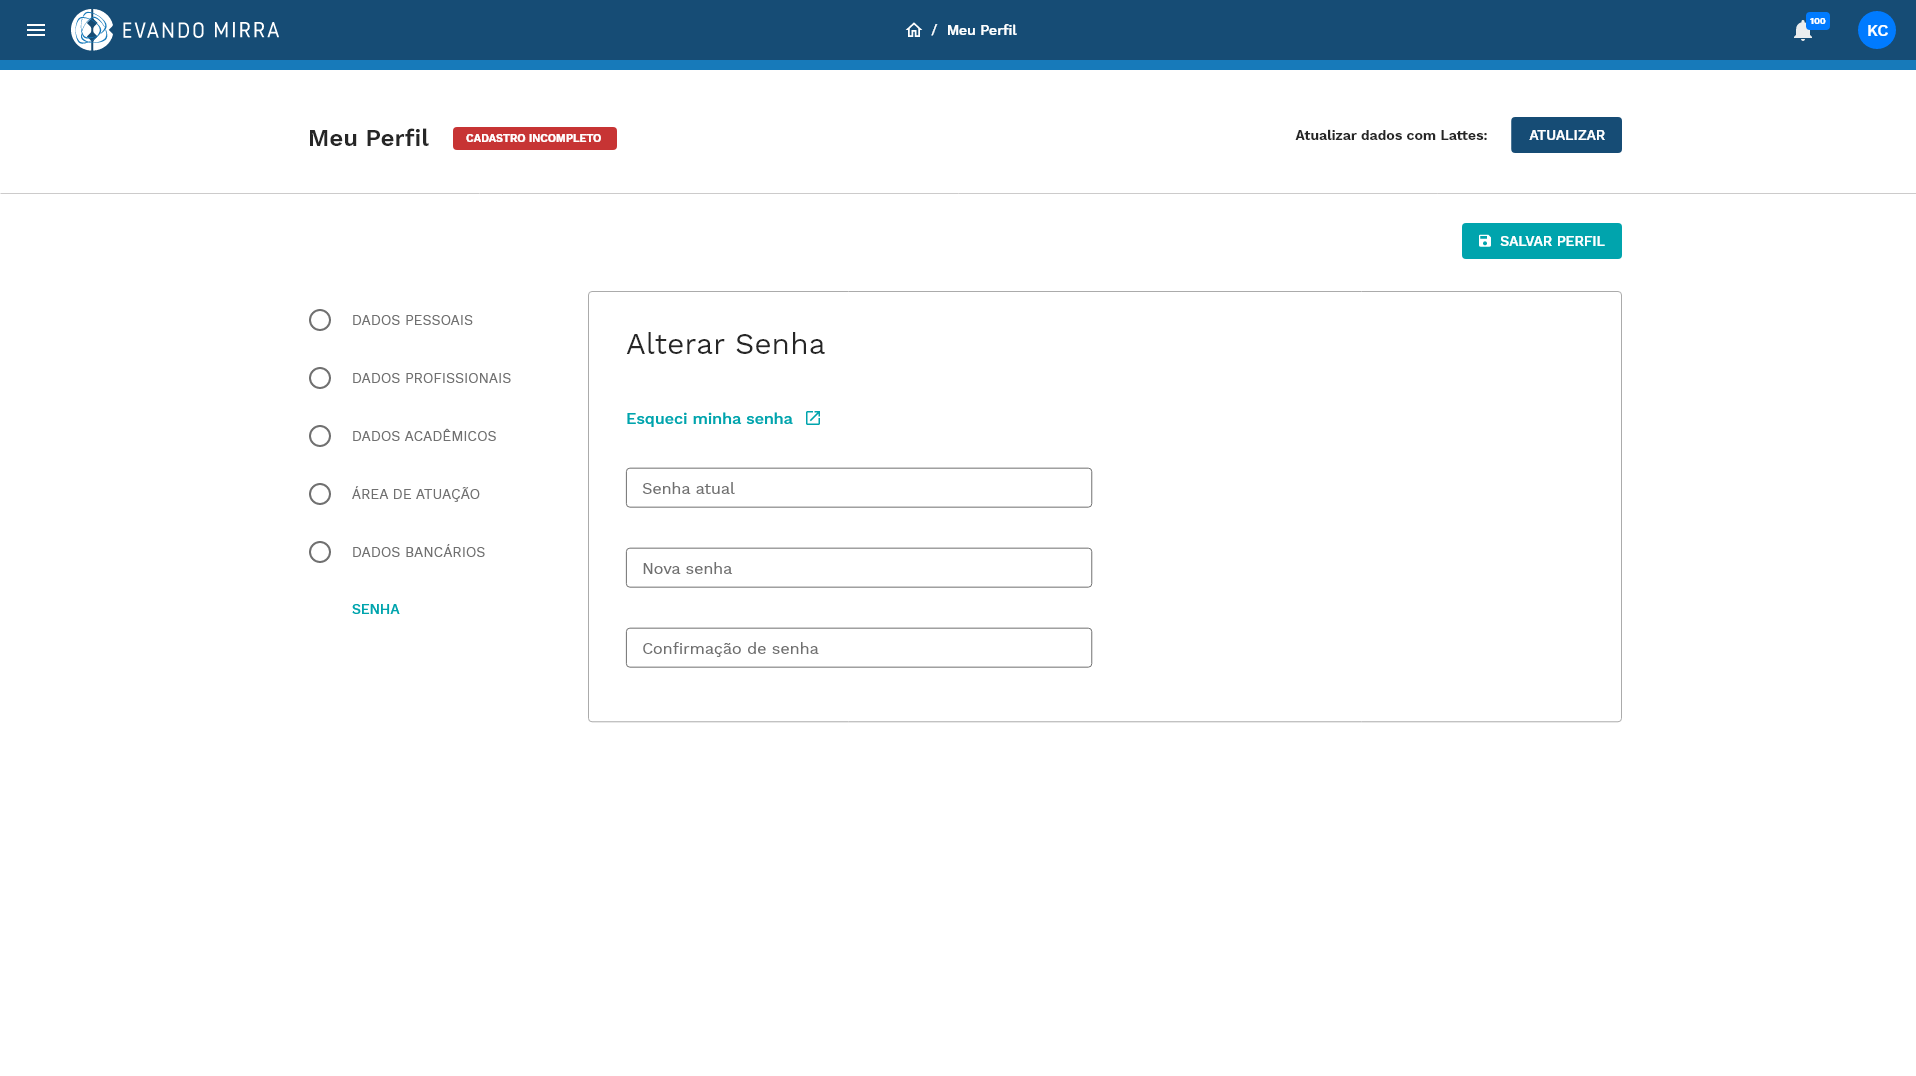 EVANDO MIRRA
/ Meu Perfil
100
KC
Meu Perfil
CADASTRO INCOMPLETO
Atualizar dados com Lattes:
ATUALIZAR
SALVAR PERFIL
DADOS PESSOAIS
DADOS PROFISSIONAIS
DADOS ACADÊMICOS
ÁREA DE ATUAÇÃO
DADOS BANCÁRIOS
SENHA
Alterar Senha
Esqueci minha senha
Senha atual
Nova senha
Confirmação de senha